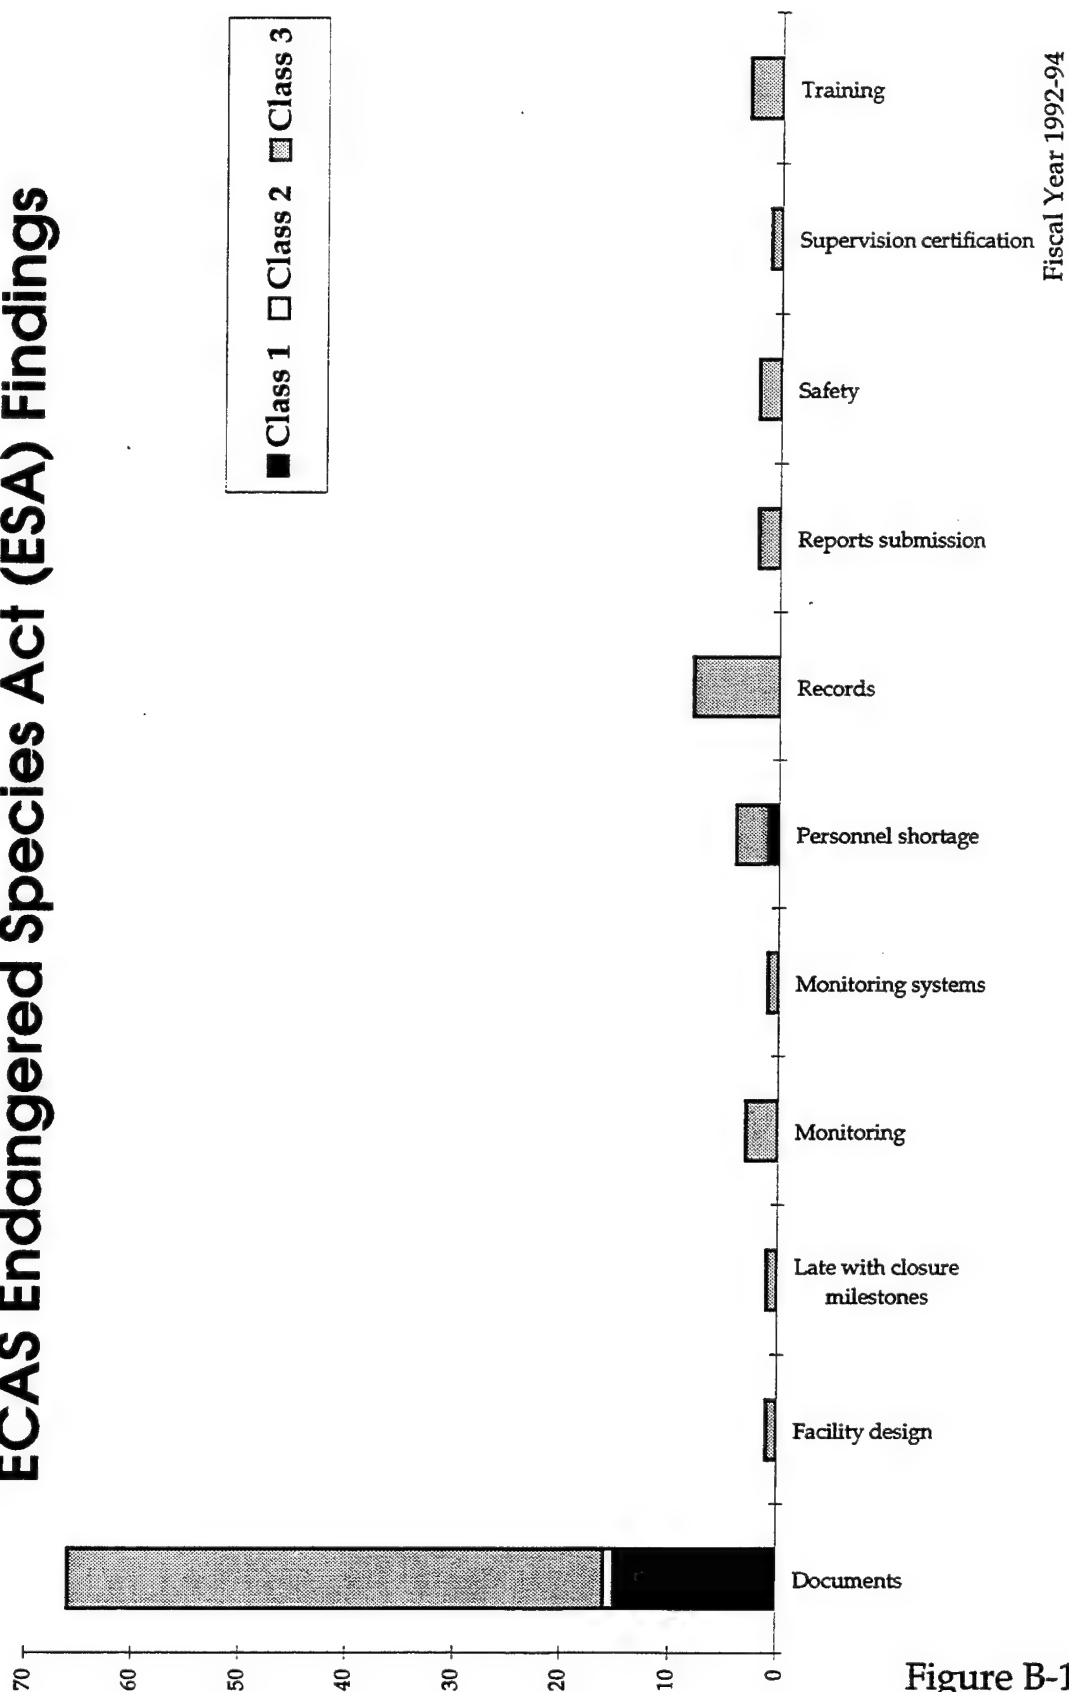 ECAS Endangered Species Act (ESA) Findings
Class 1 Class 2 Class 3
70
60
50
40
30
20
10
0
Documents
Facility design
Late with closure
milestones
Monitoring
Monitoring systems
Personnel shortage
Records
Reports submission
Safety
Supervision certification
Training
Fiscal Year 1992-94
Figure B-1